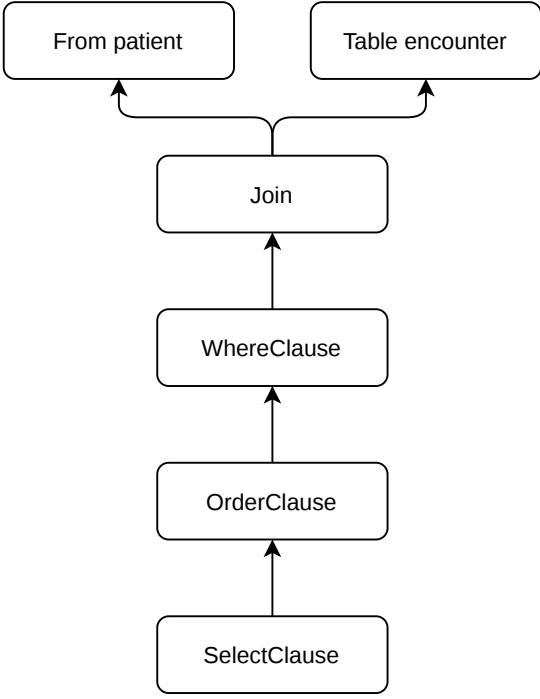 From patient
Table encounter
Join
WhereClause
OrderClause
SelectClause